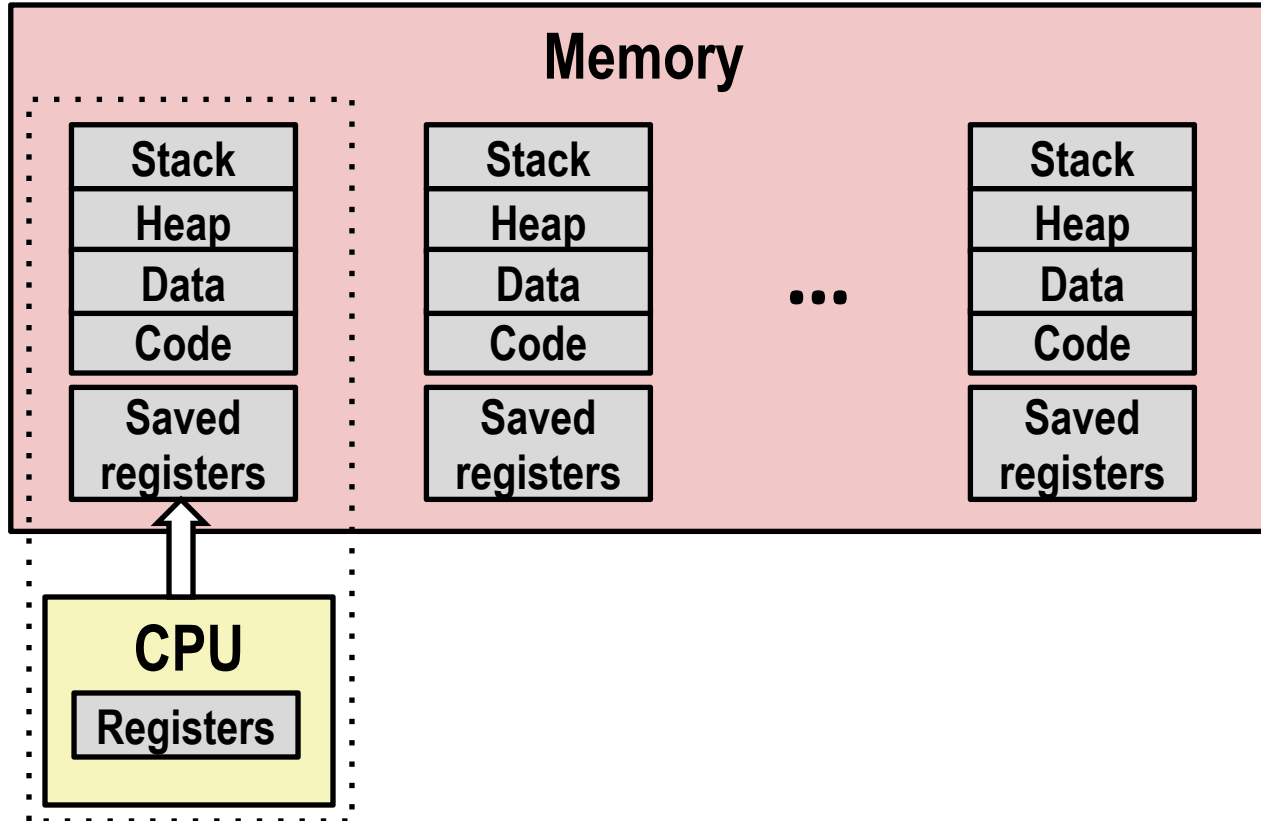 Memory
Stack
Heap
Data
Code
Saved
registers
Stack
Heap
Data
Code
Saved
registers
...
Stack
Heap
Data
Code
Saved
registers
CPU
Registers